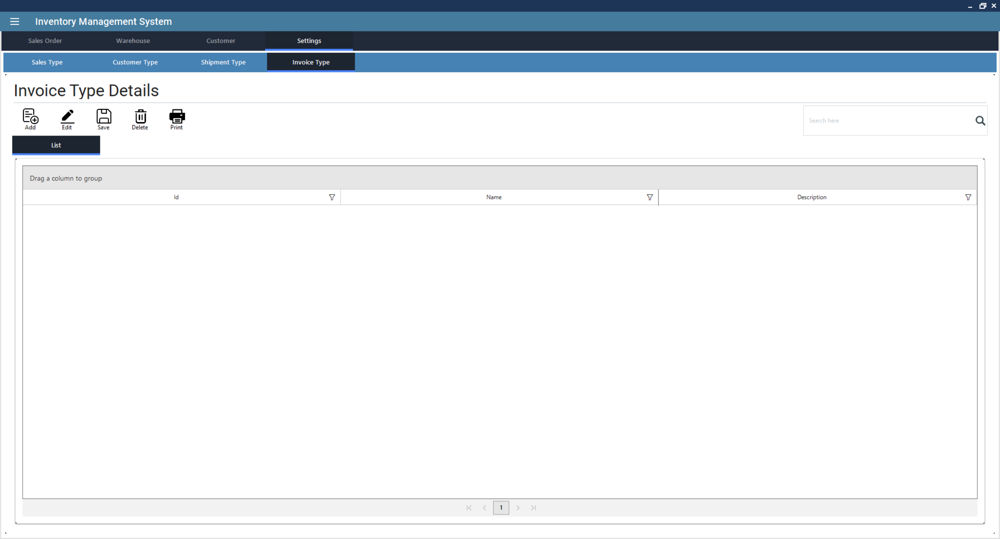 Inventory Management System
Sales Order Warehouse Customer Settings
Sales Type Customer Type Shipment Type Invoice Type
Invoice Type Details
Add Edit Save Delete Print
Search here
List
Drag a column to group
Id Name Description
1